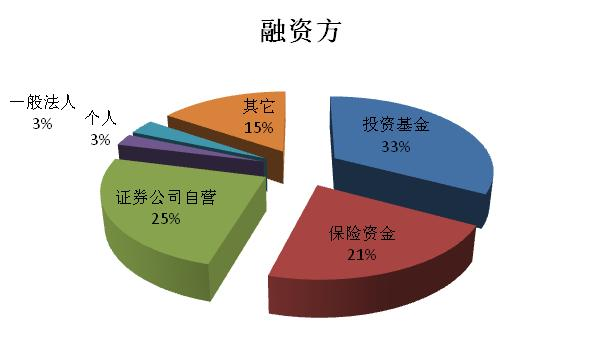 融资方
一般法人
3%
个人
3%
其它
15%
投资基金
33%
证券公司自营
25%
保险资金
21%